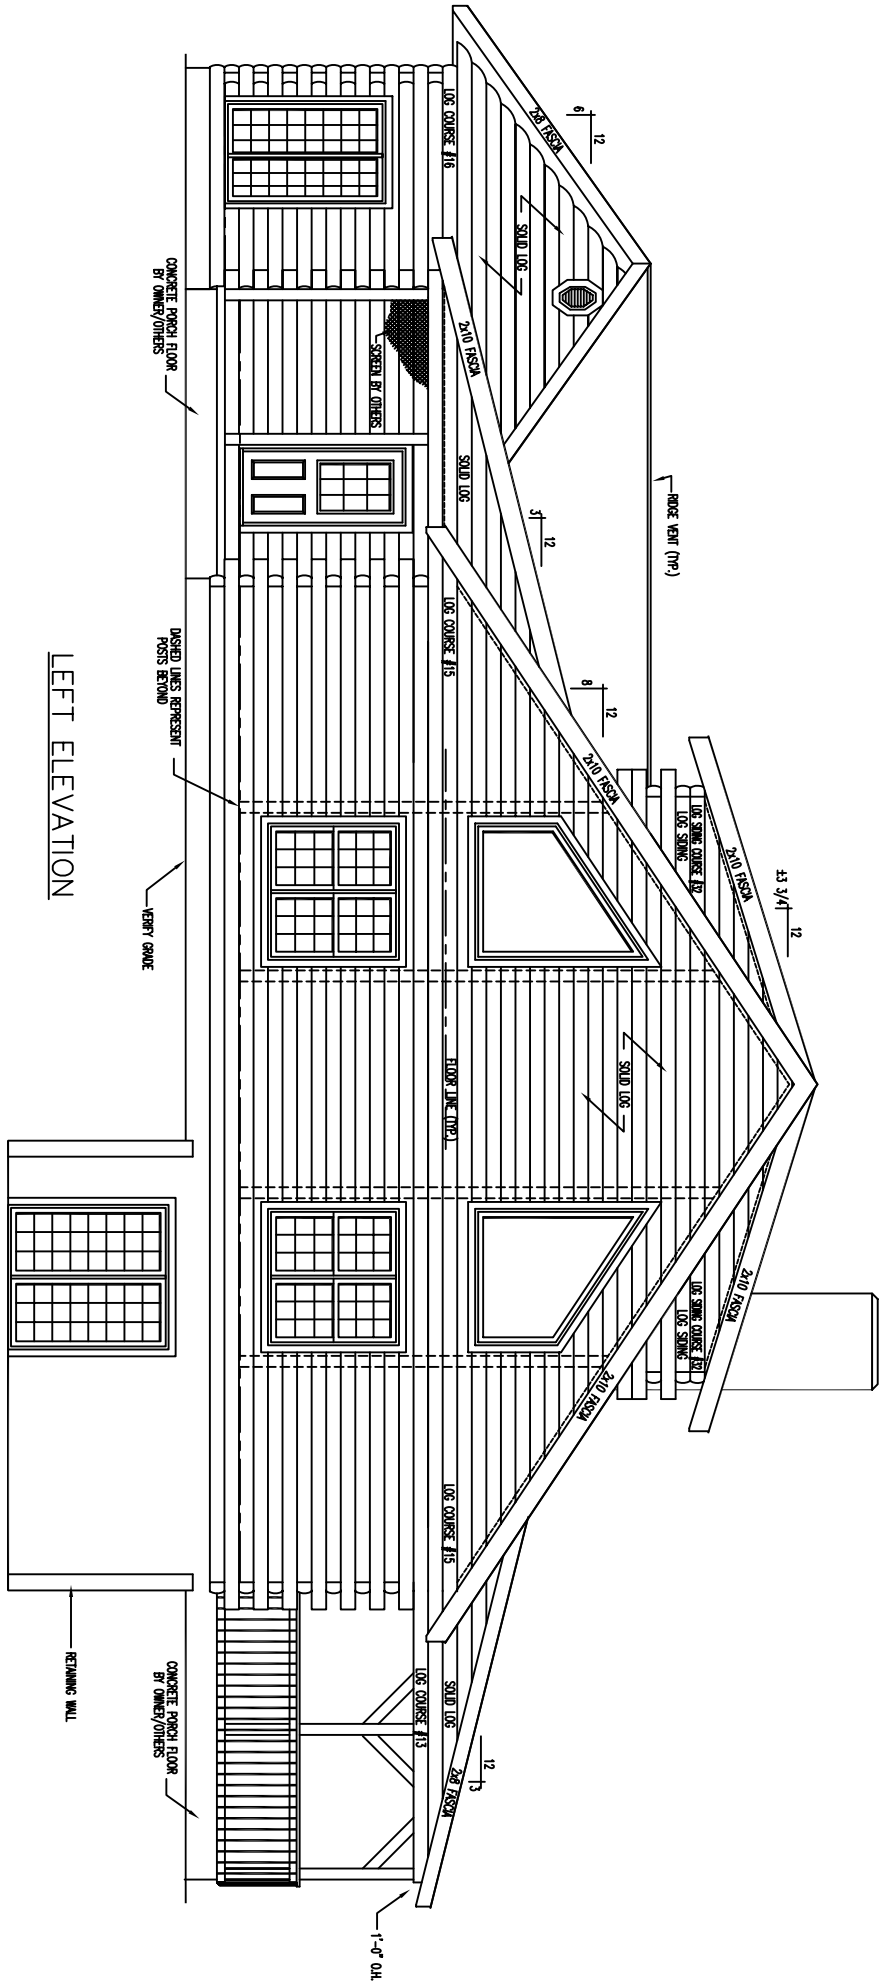 ±3 3/4
12
2x10 FASCIA
2x10 FASCIA
LOG SIDING COURSE #32
LOG SIDING
LOG SIDING COURSE #32
LOG SIDING
RIDGE VENT (TYP.)
6
12
2x8 FASCIA
SOLID LOG
8
12
2x10 FASCIA
2x10 FASCIA
SOLID LOG
3
12
2x10 FASCIA
12
3
2x8 FASCIA
LOG COURSE #16
SOLID LOG
LOG COURSE #15
FLOOR LINE (TYP.)
LOG COURSE #15
SOLID LOG
LOG COURSE #13
1'-0" O.H.
SCREEN BY OTHERS
CONCRETE PORCH FLOOR
BY OWNER/OTHERS
DASHED LINES REPRESENT
POSTS BEYOND
VERIFY GRADE
CONCRETE PORCH FLOOR
BY OWNER/OTHERS
RETAINING WALL
LEFT ELEVATION